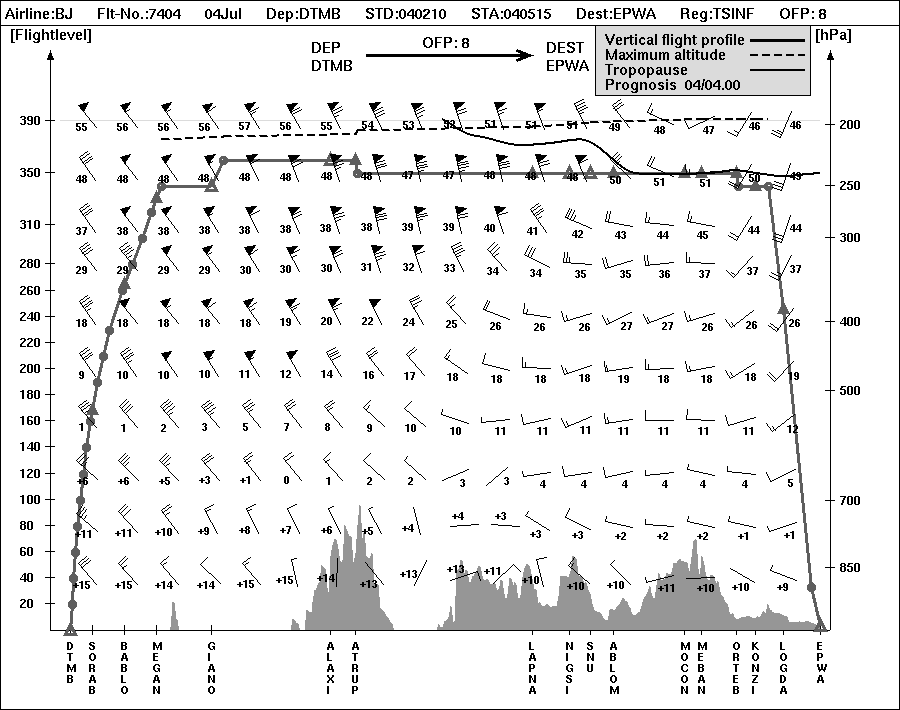 Airline:BJ Flt-No.:7404 04Jul Dep:DTMB STD:040210 STA:040515 Dest:EPWA Reg:TSINF OFP: 8
[Flightlevel] [hPa]
DEP OFP: 8 DEST
DTMB EPWA
Vertical flight profile
Maximum altitude
Tropopause
Prognosis 04/04.00
390 55 56 56 56 57 56 55 54 53 52 51 51 51 49 48 47 46 46 200
350 48 48 48 48 48 48 48 48 47 47 48 48 48 50 51 51 50 49 250
310 37 38 38 38 38 38 38 38 39 39 40 41 42 43 44 45 44 44 300
280 29 29 29 29 30 30 30 31 32 33 34 34 35 35 36 37 37 37
260
240 18 18 18 18 18 19 20 22 24 25 26 26 26 27 27 26 26 26 400
220
200 9 10 10 10 11 12 14 16 17 18 18 18 18 19 18 18 18 19 500
180
160 1 1 2 3 5 7 8 9 10 10 11 11 11 11 11 11 11 12
140
120 +6 +6 +5 +3 +1 0 1 2 2 3 3 4 4 4 4 4 4 5
100 700
80 +11 +11 +10 +9 +8 +7 +6 +5 +4 +4 +3 +3 +3 +2 +2 +2 +1 +1
60
40 +15 +15 +14 +14 +15 +15 +14 +13 +13 +13 +11 +10 +10 +10 +11 +10 +10 +9 850
20
DTMB SORAB BABLO MEGAN GIANO ALAXI ATRUP LAPNA NIGSI SNU ABLOM MOCON MEBAN ORTEB KONZI LOGDA EPWA